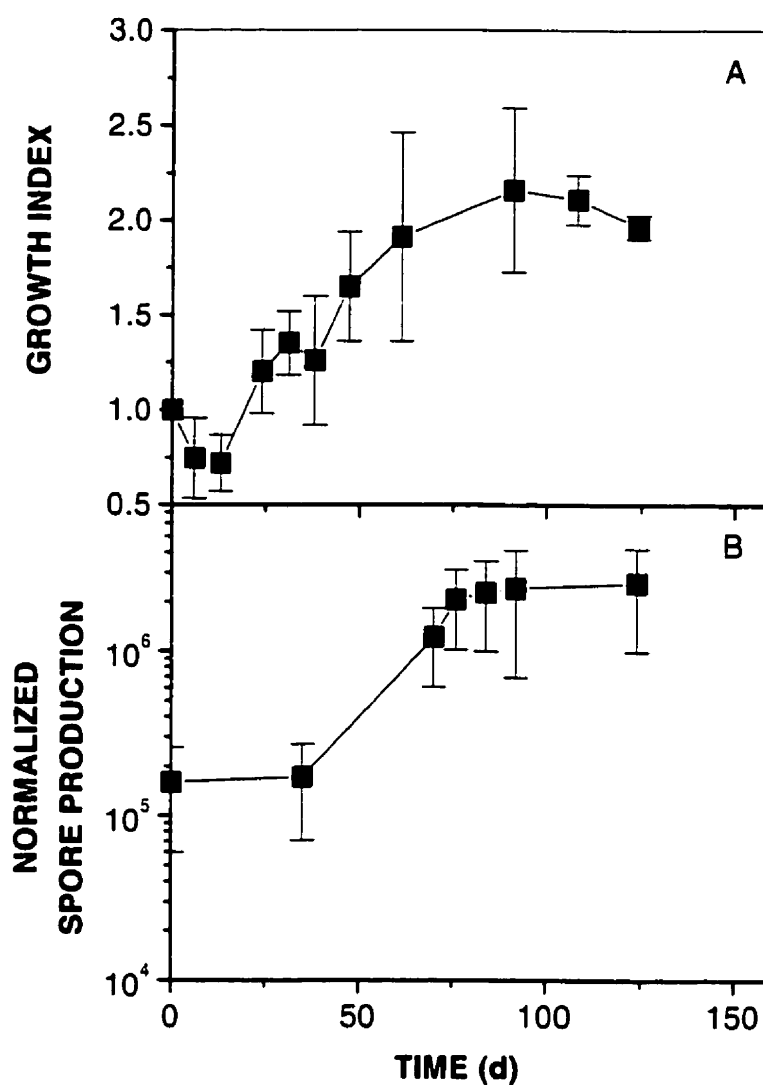 A
GROWTH INDEX
3.0
2.5
2.0
1.5
1.0
0.5
B
NORMALIZED
SPORE PRODUCTION
10⁶
10⁵
10⁴
0
50
100
150
TIME (d)